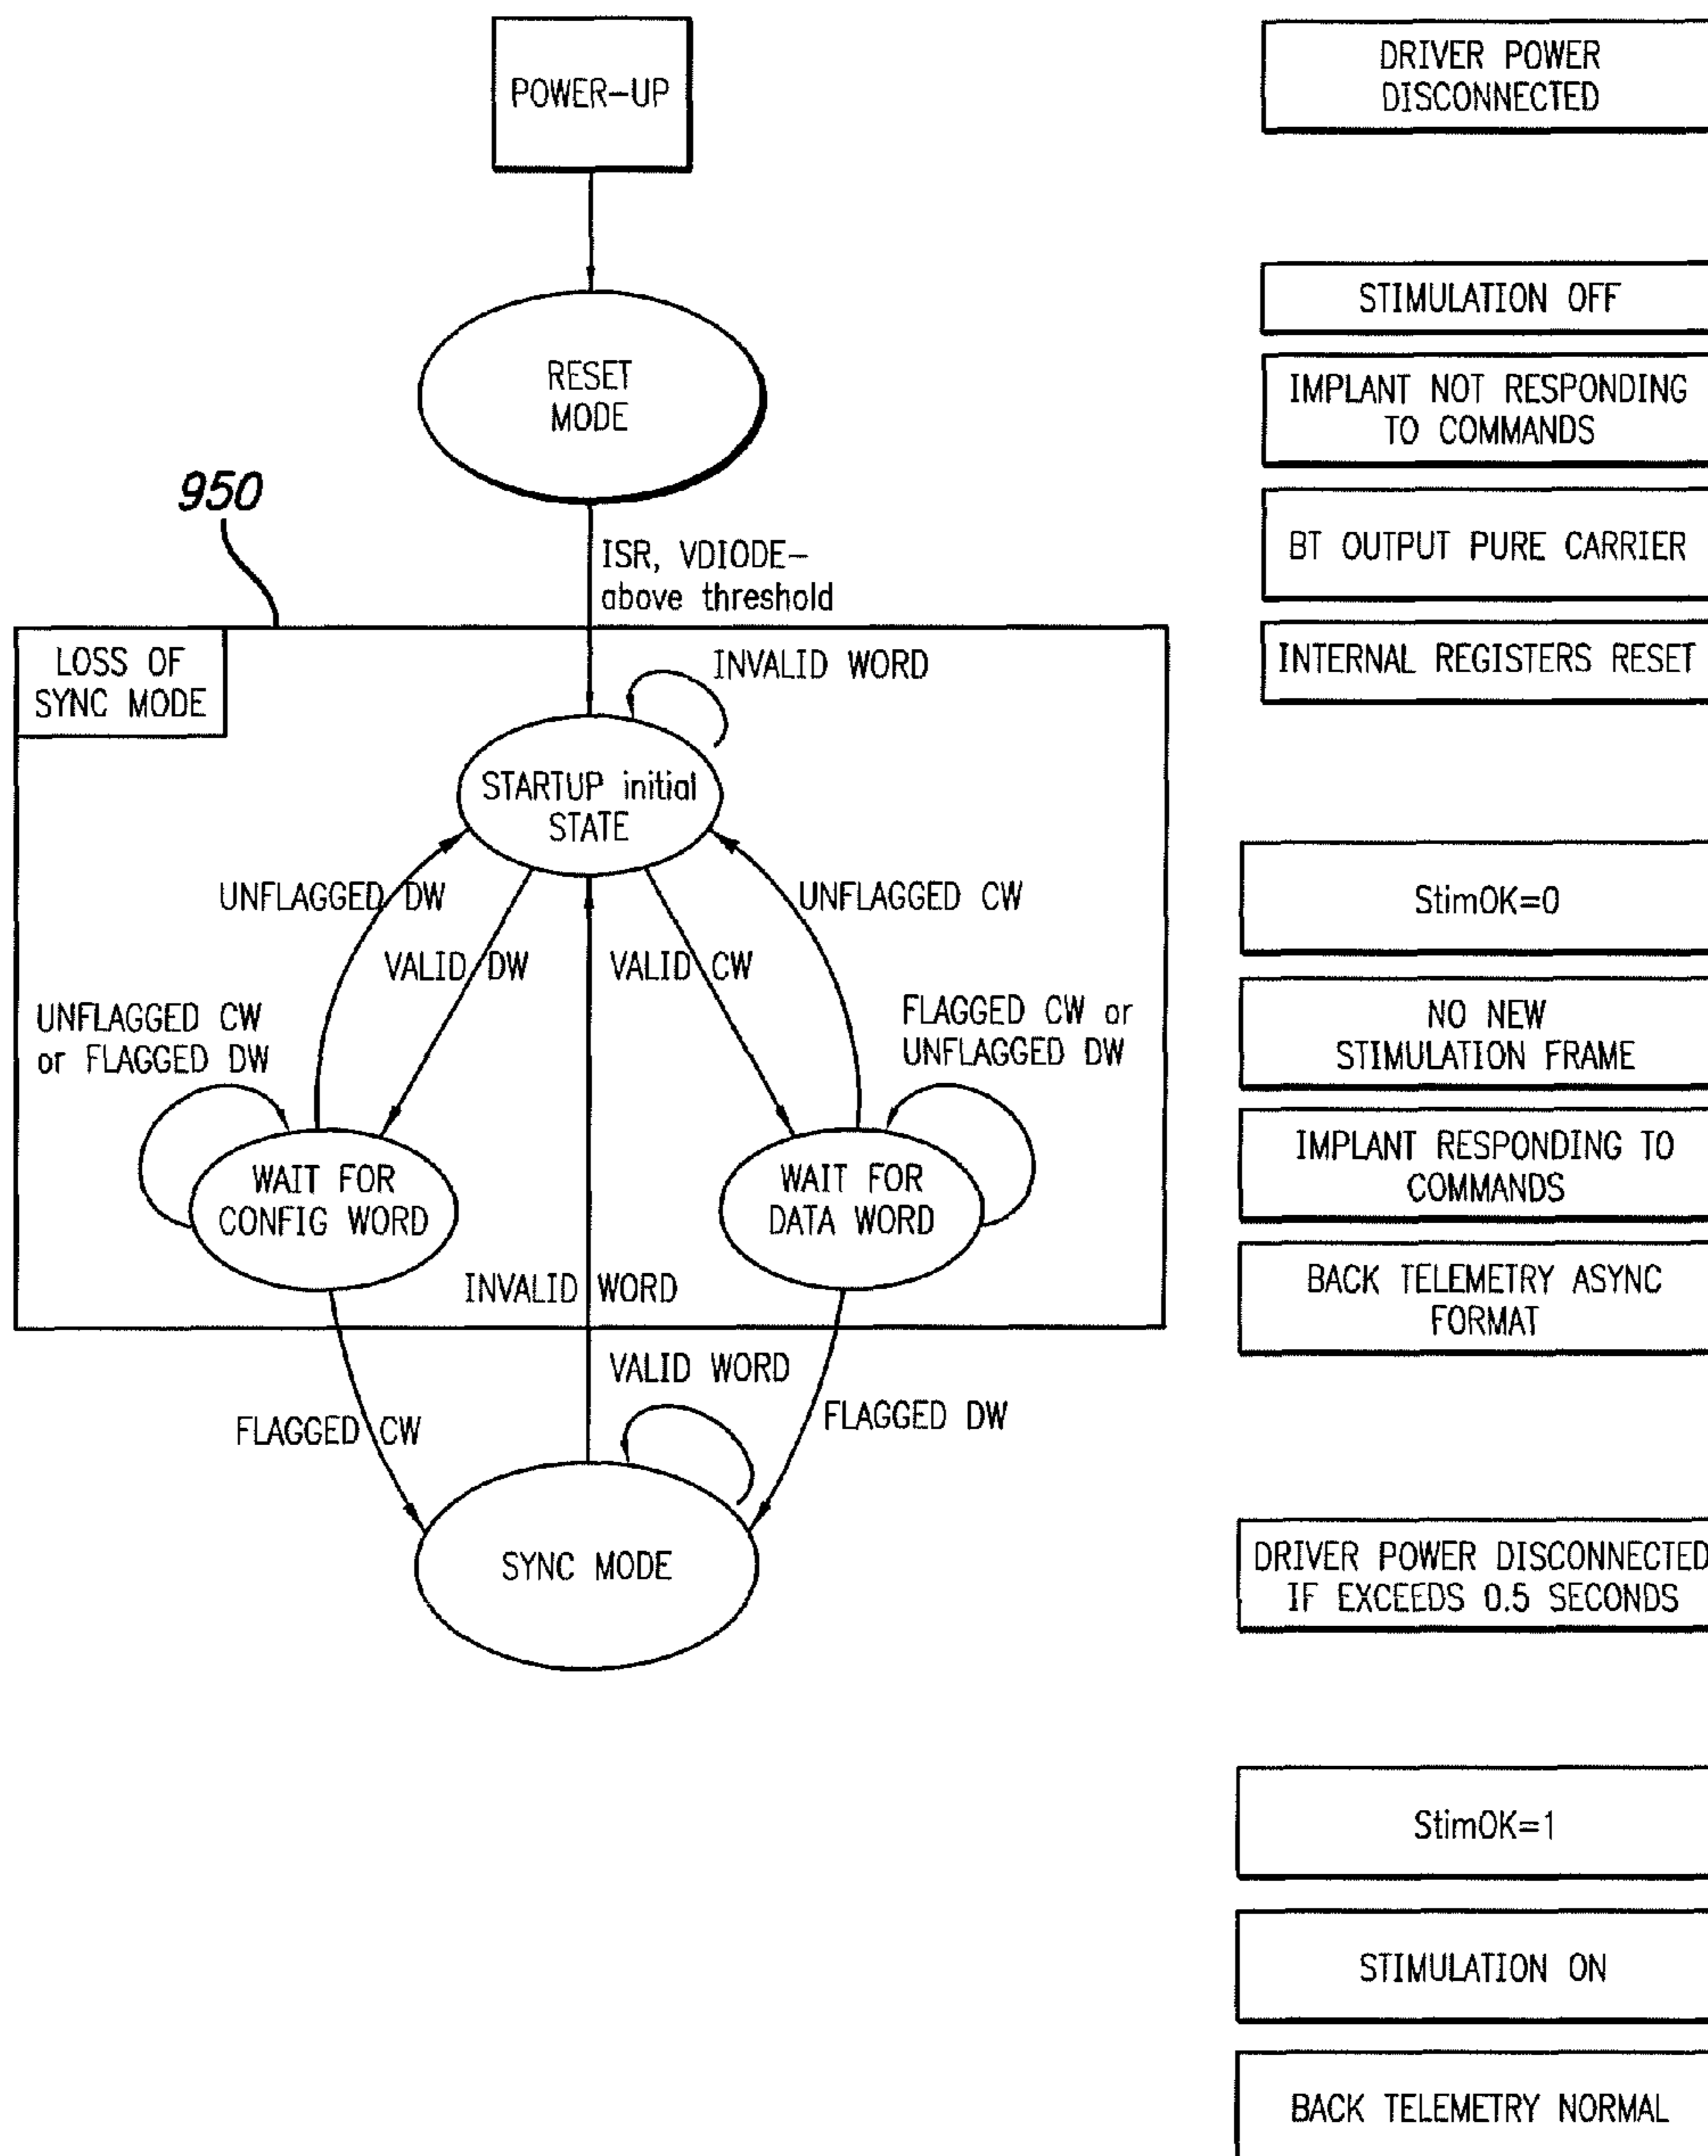 POWER-UP
RESET
MODE
950
ISR, VDIODE-
above threshold
LOSS OF
SYNC MODE
INVALID WORD
STARTUP initial
STATE
UNFLAGGED DW
UNFLAGGED CW
VALID DW
VALID CW
UNFLAGGED CW
or FLAGGED DW
FLAGGED CW or
UNFLAGGED DW
WAIT FOR
CONFIG WORD
WAIT FOR
DATA WORD
INVALID WORD
VALID WORD
FLAGGED CW
FLAGGED DW
SYNC MODE
DRIVER POWER
DISCONNECTED
STIMULATION OFF
IMPLANT NOT RESPONDING
TO COMMANDS
BT OUTPUT PURE CARRIER
INTERNAL REGISTERS RESET
StimOK=0
NO NEW
STIMULATION FRAME
IMPLANT RESPONDING TO
COMMANDS
BACK TELEMETRY ASYNC
FORMAT
DRIVER POWER DISCONNECTED
IF EXCEEDS 0.5 SECONDS
StimOK=1
STIMULATION ON
BACK TELEMETRY NORMAL